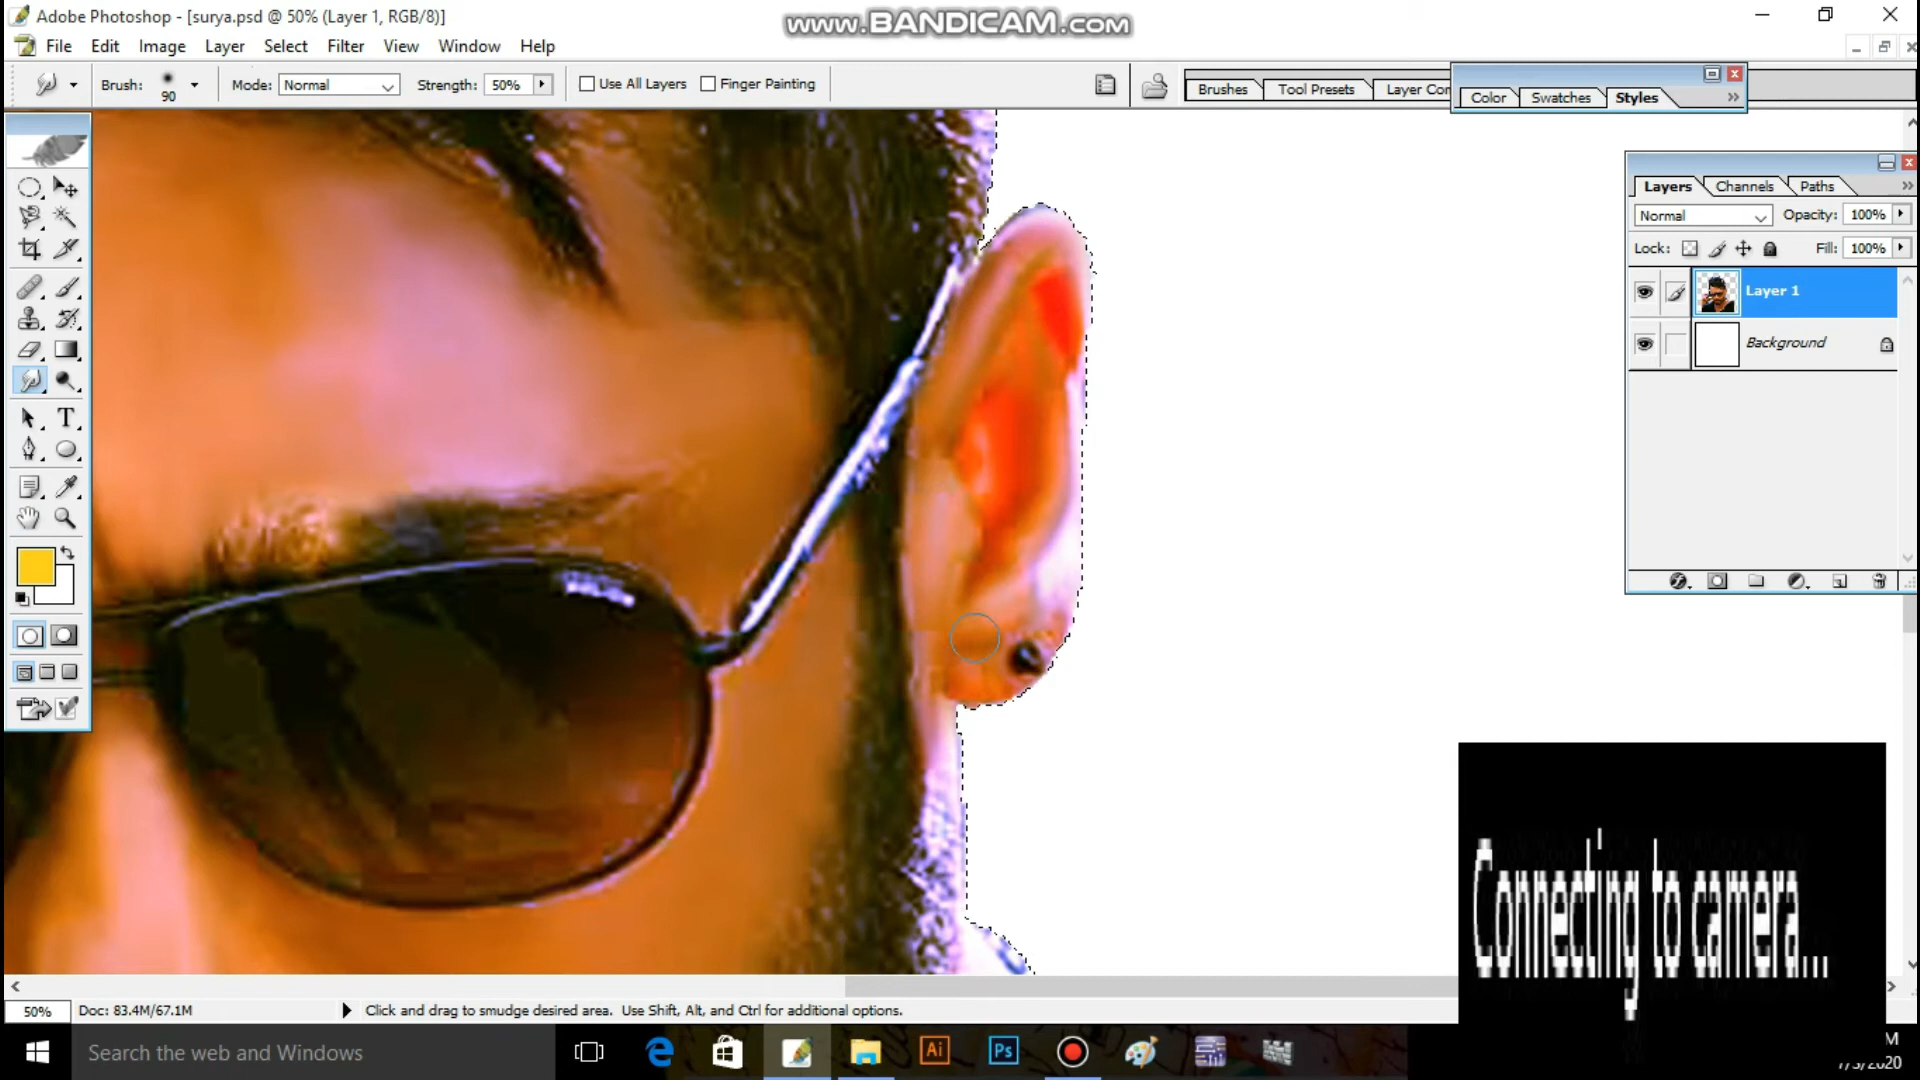 Adobe Photoshop - [surya.psd @ 50% (Layer 1, RGB/8)]
www.BANDICAM.com
File Edit Image Layer Select Filter View Window Help
Brush: 90 Mode: Normal Strength: 50% Use All Layers Finger Painting
Brushes Tool Presets Layer Com
Color Swatches Styles
Layers Channels Paths
Normal Opacity: 100%
Lock: Fill: 100%
Layer 1
Background
T
Connecting to camera...
50% Doc: 83.4M/67.1M Click and drag to smudge desired area. Use Shift, Alt, and Ctrl for additional options.
Search the web and Windows
Ai Ps
M